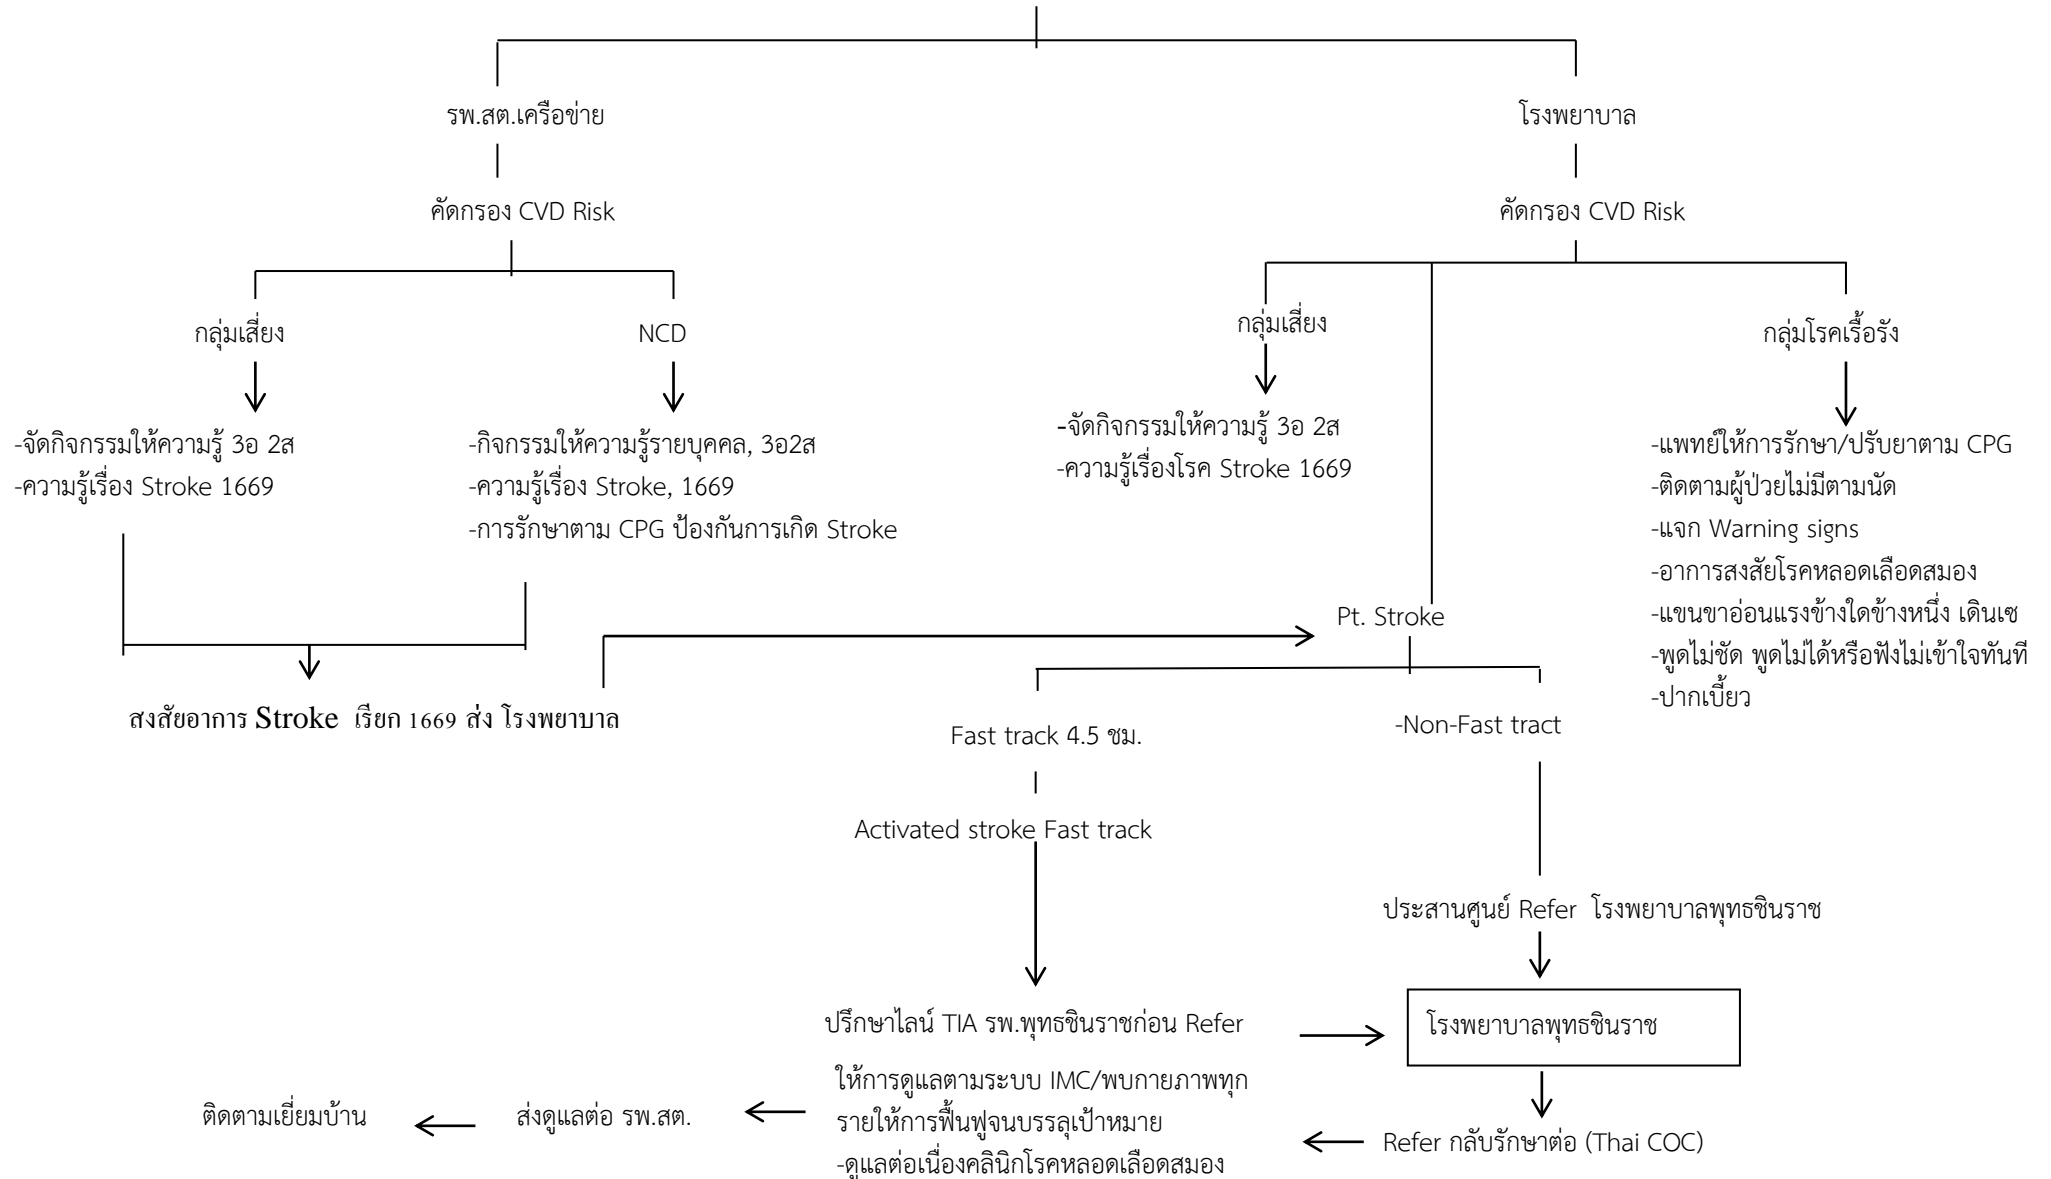 รพ.สต.เครือข่าย
โรงพยาบาล
คัดกรอง CVD Risk
คัดกรอง CVD Risk
กลุ่มเสี่ยง
NCD
กลุ่มเสี่ยง
กลุ่มโรคเรื้อรัง
-จัดกิจกรรมให้ความรู้ 3อ 2ส
-ความรู้เรื่อง Stroke 1669
-กิจกรรมให้ความรู้รายบุคคล, 3อ2ส
-ความรู้เรื่อง Stroke, 1669
-การรักษาตาม CPG ป้องกันการเกิด Stroke
-จัดกิจกรรมให้ความรู้ 3อ 2ส
-ความรู้เรื่องโรค Stroke 1669
-แพทย์ให้การรักษา/ปรับยาตาม CPG
-ติดตามผู้ป่วยไม่มีตามนัด
-แจก Warning signs
-อาการสงสัยโรคหลอดเลือดสมอง
-แขนขาอ่อนแรงข้างใดข้างหนึ่ง เดินเซ
-พูดไม่ชัด พูดไม่ได้หรือฟังไม่เข้าใจทันที
-ปากเบี้ยว
Pt. Stroke
สงสัยอาการ Stroke เรียก 1669 ส่ง โรงพยาบาล
Fast track 4.5 ชม.
-Non-Fast tract
Activated stroke Fast track
ประสานศูนย์ Refer โรงพยาบาลพุทธชินราช
ปรึกษาไลน์ TIA รพ.พุทธชินราชก่อน Refer
โรงพยาบาลพุทธชินราช
ให้การดูแลตามระบบ IMC/พบกายภาพทุก
รายให้การฟื้นฟูจนบรรลุเป้าหมาย
-ดูแลต่อเนื่องคลินิกโรคหลอดเลือดสมอง
ติดตามเยี่ยมบ้าน
ส่งดูแลต่อ รพ.สต.
Refer กลับรักษาต่อ (Thai COC)